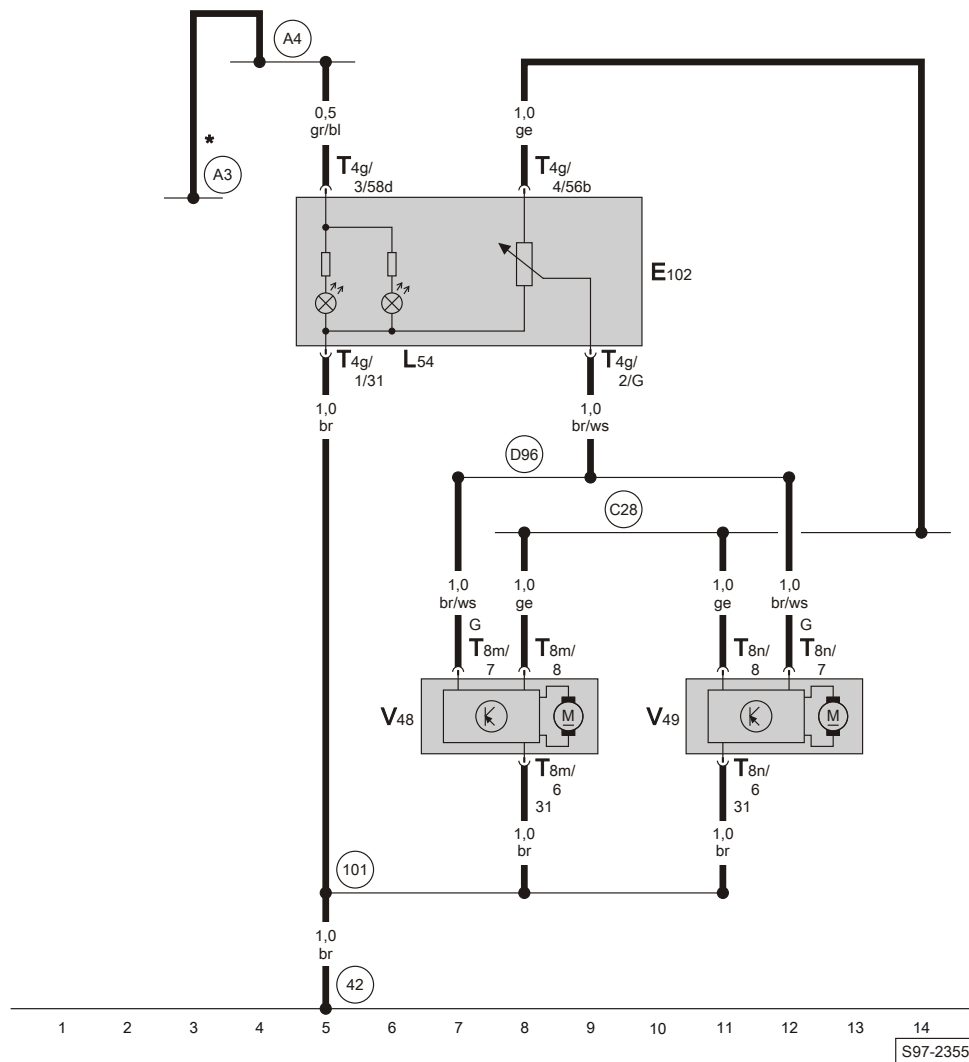 A4
0,5 1,0
gr/bl ge
*
A3
T4g/ T4g/
3/58d 4/56b
E102
T4g/ L54 T4g/
1/31 2/G
1,0 1,0
br br/ws
D96
C28
1,0 1,0 1,0 1,0
br/ws ge ge br/ws
G G
T8m/ T8m/ T8n/ T8n/
7 8 8 7
V48 M V49 M
T8m/ T8n/
6 6
31 31
1,0 1,0
br br
101
1,0
br
42
1 2 3 4 5 6 7 8 9 10 11 12 13 14
S97-2355